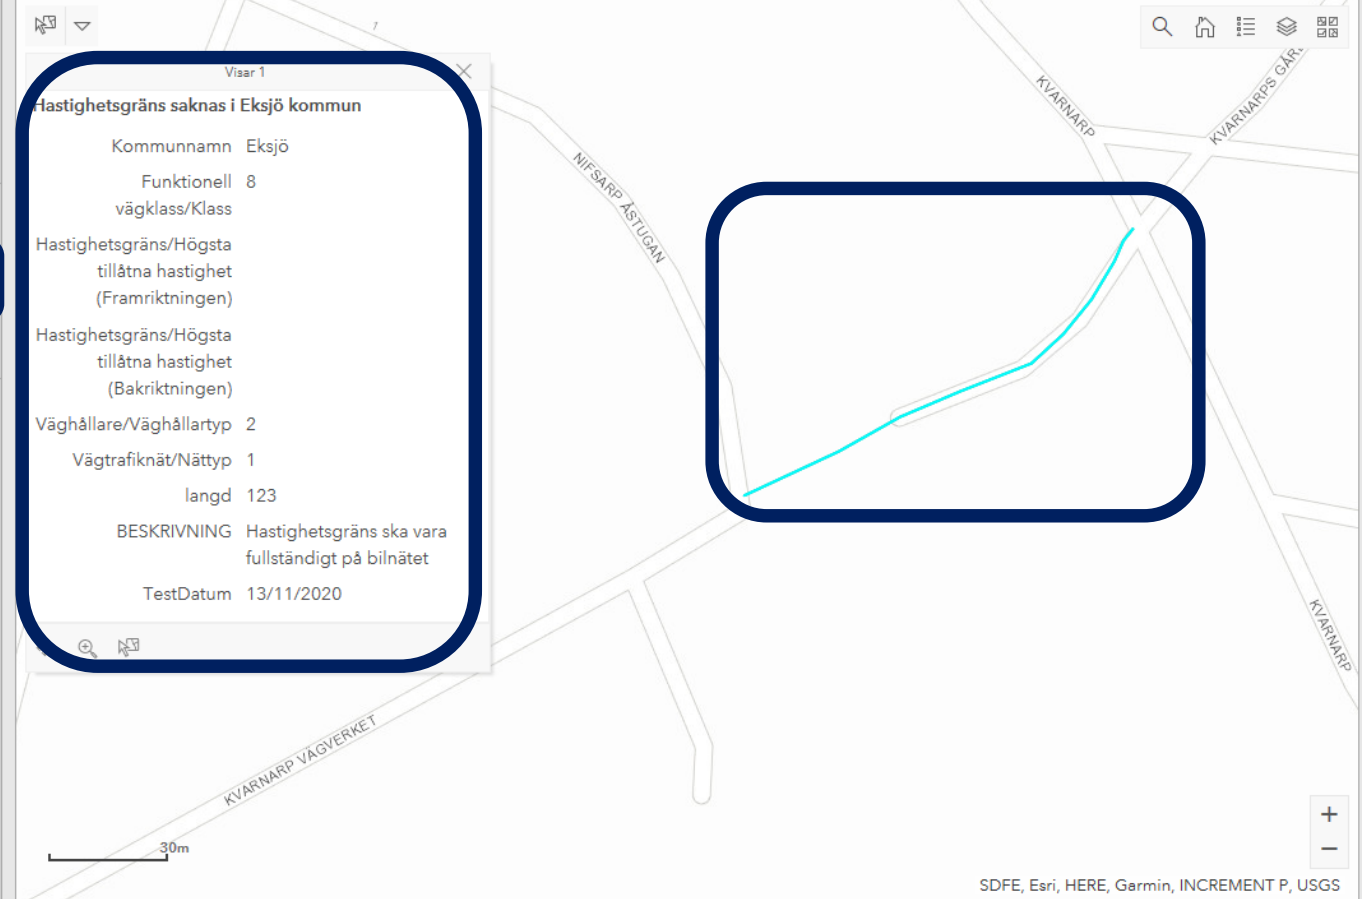 Visar 1
Hastighetsgräns saknas i Eksjö kommun
Kommunnamn Eksjö
Funktionell 8
vägklass/Klass
Hastighetsgräns/Högsta
tillåtna hastighet
(Framriktningen)
Hastighetsgräns/Högsta
tillåtna hastighet
(Bakriktningen)
Väghållare/Väghållartyp 2
Vägtrafiknät/Nättyp 1
langd 123
BESKRIVNING Hastighetsgräns ska vara
fullständigt på bilnätet
TestDatum 13/11/2020
NIFSARP ÅSTUGAN
KVARNARP
KVARNARPS
KVARNARP
KVARNARP VÄGVERKET
30m
+
−
SDFE, Esri, HERE, Garmin, INCREMENT P, USGS